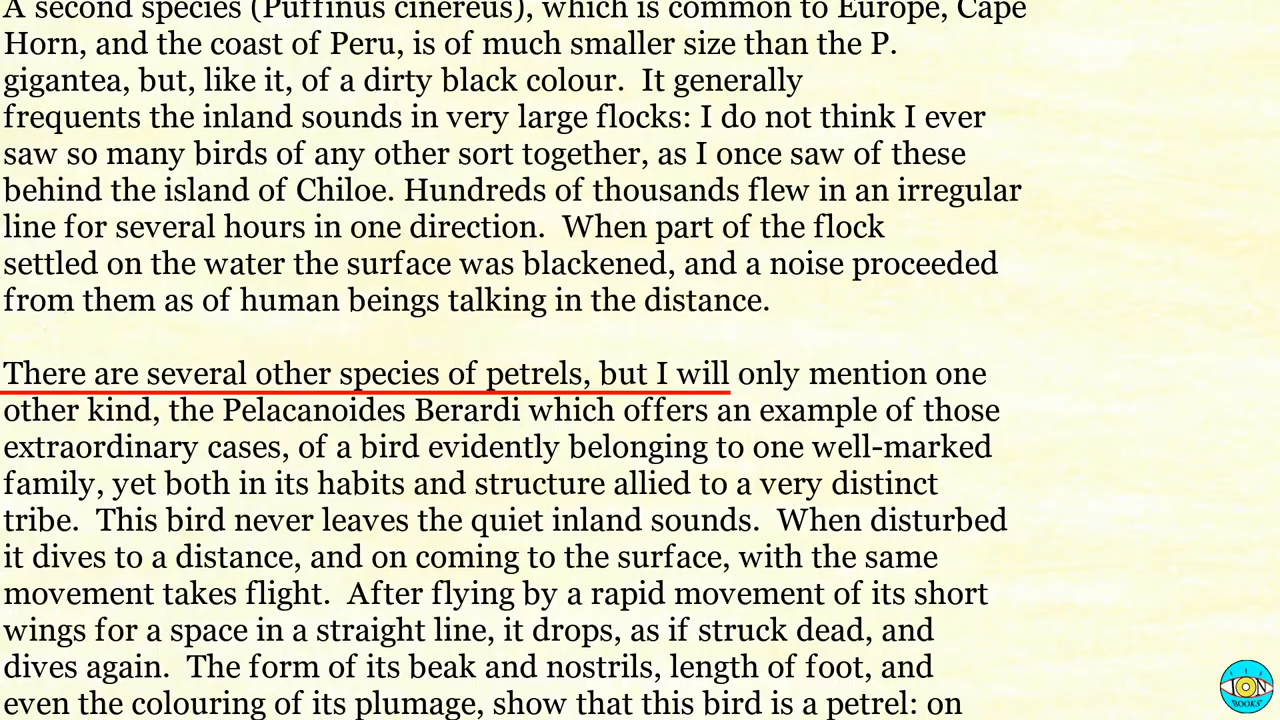 A second species (Puffinus cinereus), which is common to Europe, Cape
Horn, and the coast of Peru, is of much smaller size than the P.
gigantea, but, like it, of a dirty black colour.  It generally
frequents the inland sounds in very large flocks: I do not think I ever
saw so many birds of any other sort together, as I once saw of these
behind the island of Chiloe. Hundreds of thousands flew in an irregular
line for several hours in one direction.  When part of the flock
settled on the water the surface was blackened, and a noise proceeded
from them as of human beings talking in the distance.
There are several other species of petrels, but I will only mention one
other kind, the Pelacanoides Berardi which offers an example of those
extraordinary cases, of a bird evidently belonging to one well-marked
family, yet both in its habits and structure allied to a very distinct
tribe.  This bird never leaves the quiet inland sounds.  When disturbed
it dives to a distance, and on coming to the surface, with the same
movement takes flight.  After flying by a rapid movement of its short
wings for a space in a straight line, it drops, as if struck dead, and
dives again.  The form of its beak and nostrils, length of foot, and
even the colouring of its plumage, show that this bird is a petrel: on
ION
BOOKS